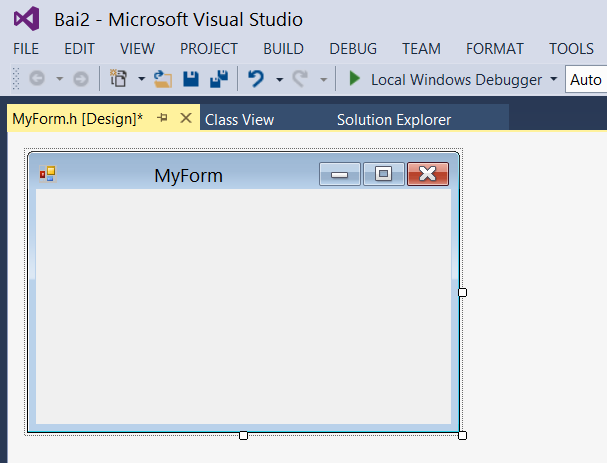 Bai2 - Microsoft Visual Studio
FILE EDIT VIEW PROJECT BUILD DEBUG TEAM FORMAT TOOLS
Local Windows Debugger Auto
MyForm.h [Design]* Class View Solution Explorer
MyForm